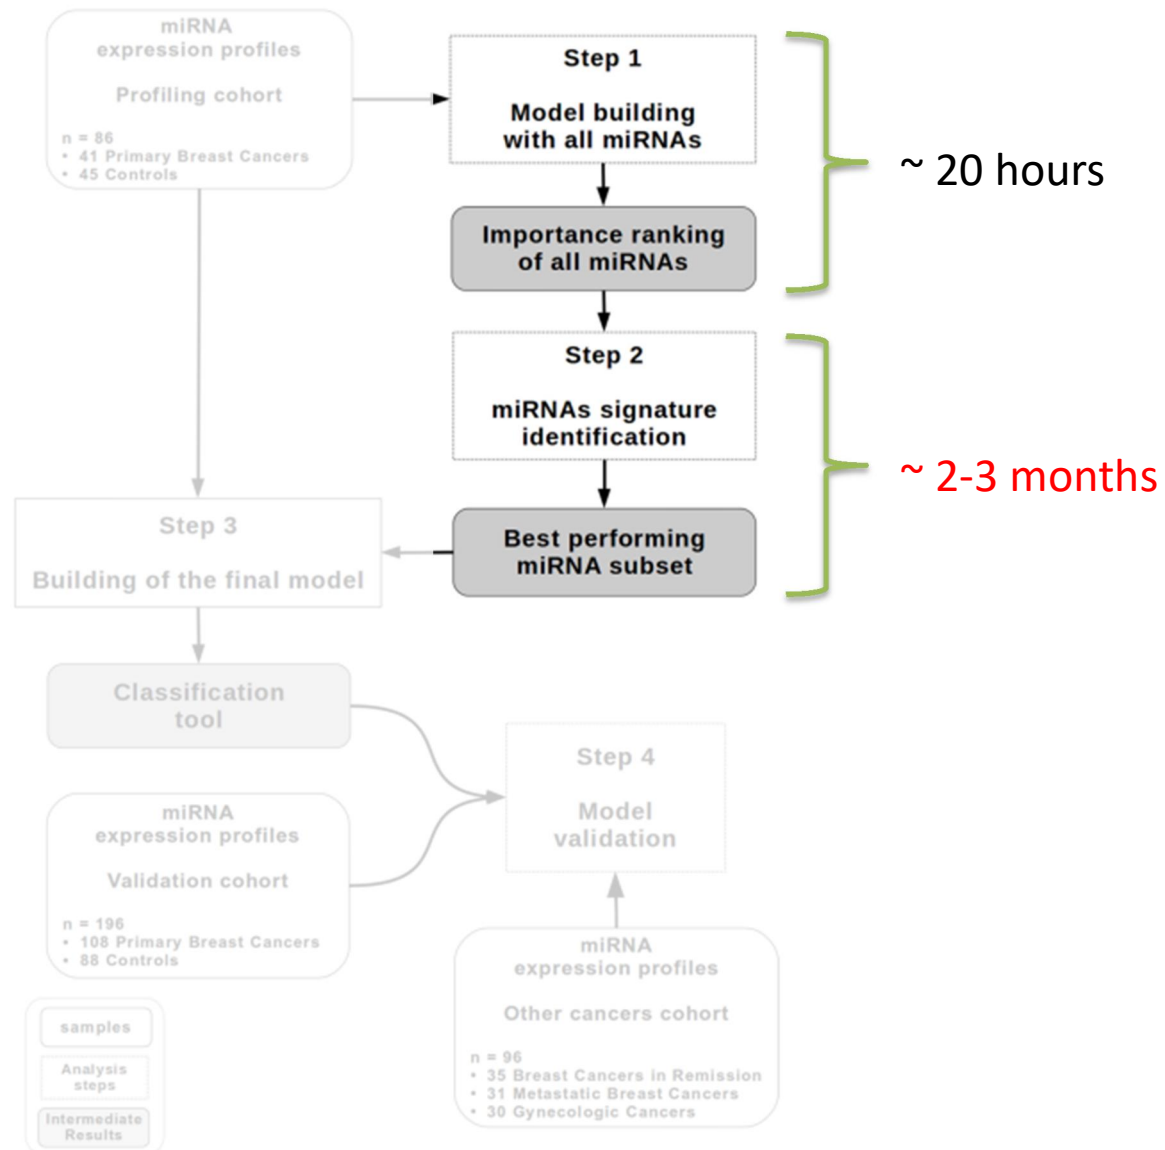 miRNA
expression profiles
Profiling cohort
n = 86
• 41 Primary Breast Cancers
• 45 Controls
Step 1
Model building
with all miRNAs
Importance ranking
of all miRNAs
~ 20 hours
Step 2
miRNAs signature
identification
Best performing
miRNA subset
~ 2-3 months
Step 3
Building of the final model
Classification
tool
miRNA
expression profiles
Validation cohort
n = 196
• 108 Primary Breast Cancers
• 88 Controls
Step 4
Model
validation
miRNA
expression profiles
Other cancers cohort
n = 96
• 35 Breast Cancers in Remission
• 31 Metastatic Breast Cancers
• 30 Gynecologic Cancers
samples
Analysis
steps
Intermediate
Results